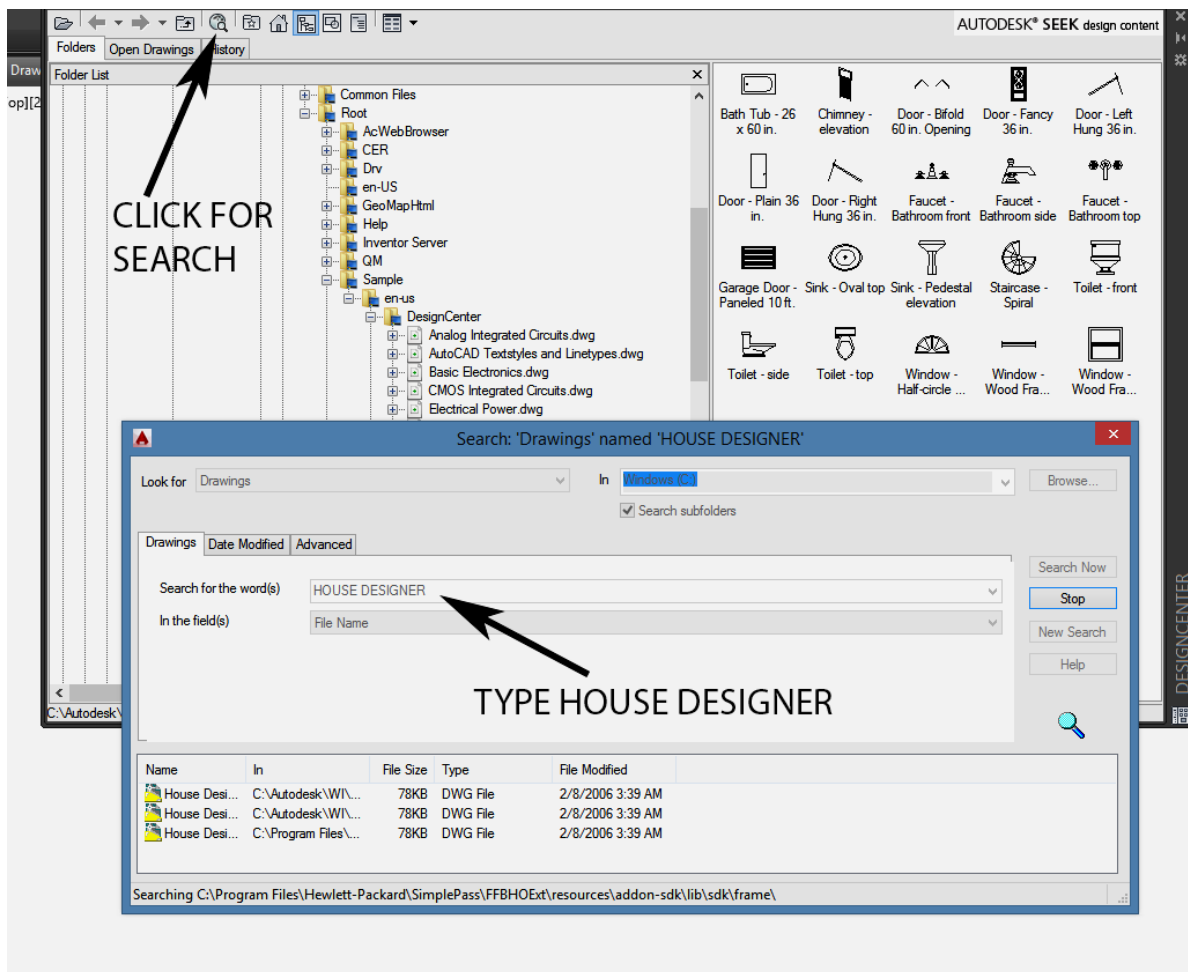 AUTODESK® SEEK design content
Folders Open Drawings History
Draw
op][2
Folder List
Common Files
Root
AcWebBrowser
CER
Drv
en-US
GeoMapHtml
Help
Inventor Server
QM
Sample
en-us
DesignCenter
Analog Integrated Circuits.dwg
AutoCAD Textstyles and Linetypes.dwg
Basic Electronics.dwg
CMOS Integrated Circuits.dwg
Electrical Power.dwg
CLICK FOR
SEARCH
Bath Tub - 26 x 60 in.
Chimney - elevation
Door - Bifold 60 in. Opening
Door - Fancy 36 in.
Door - Left Hung 36 in.
Door - Plain 36 in.
Door - Right Hung 36 in.
Faucet - Bathroom front
Faucet - Bathroom side
Faucet - Bathroom top
Garage Door - Paneled 10 ft.
Sink - Oval top
Sink - Pedestal elevation
Staircase - Spiral
Toilet - front
Toilet - side
Toilet - top
Window - Half-circle ...
Window - Wood Fra...
Window - Wood Fra...
DESIGNCENTER
C:\Autodesk\
Search: 'Drawings' named 'HOUSE DESIGNER'
Look for Drawings In Windows (C:) Browse...
Search subfolders
Drawings Date Modified Advanced
Search Now
Search for the word(s) HOUSE DESIGNER
Stop
In the field(s) File Name
New Search
Help
TYPE HOUSE DESIGNER
Name In File Size Type File Modified
House Desi... C:\Autodesk\WI\... 78KB DWG File 2/8/2006 3:39 AM
House Desi... C:\Autodesk\WI\... 78KB DWG File 2/8/2006 3:39 AM
House Desi... C:\Program Files\... 78KB DWG File 2/8/2006 3:39 AM
Searching C:\Program Files\Hewlett-Packard\SimplePass\FFBHOExt\resources\addon-sdk\lib\sdk\frame\